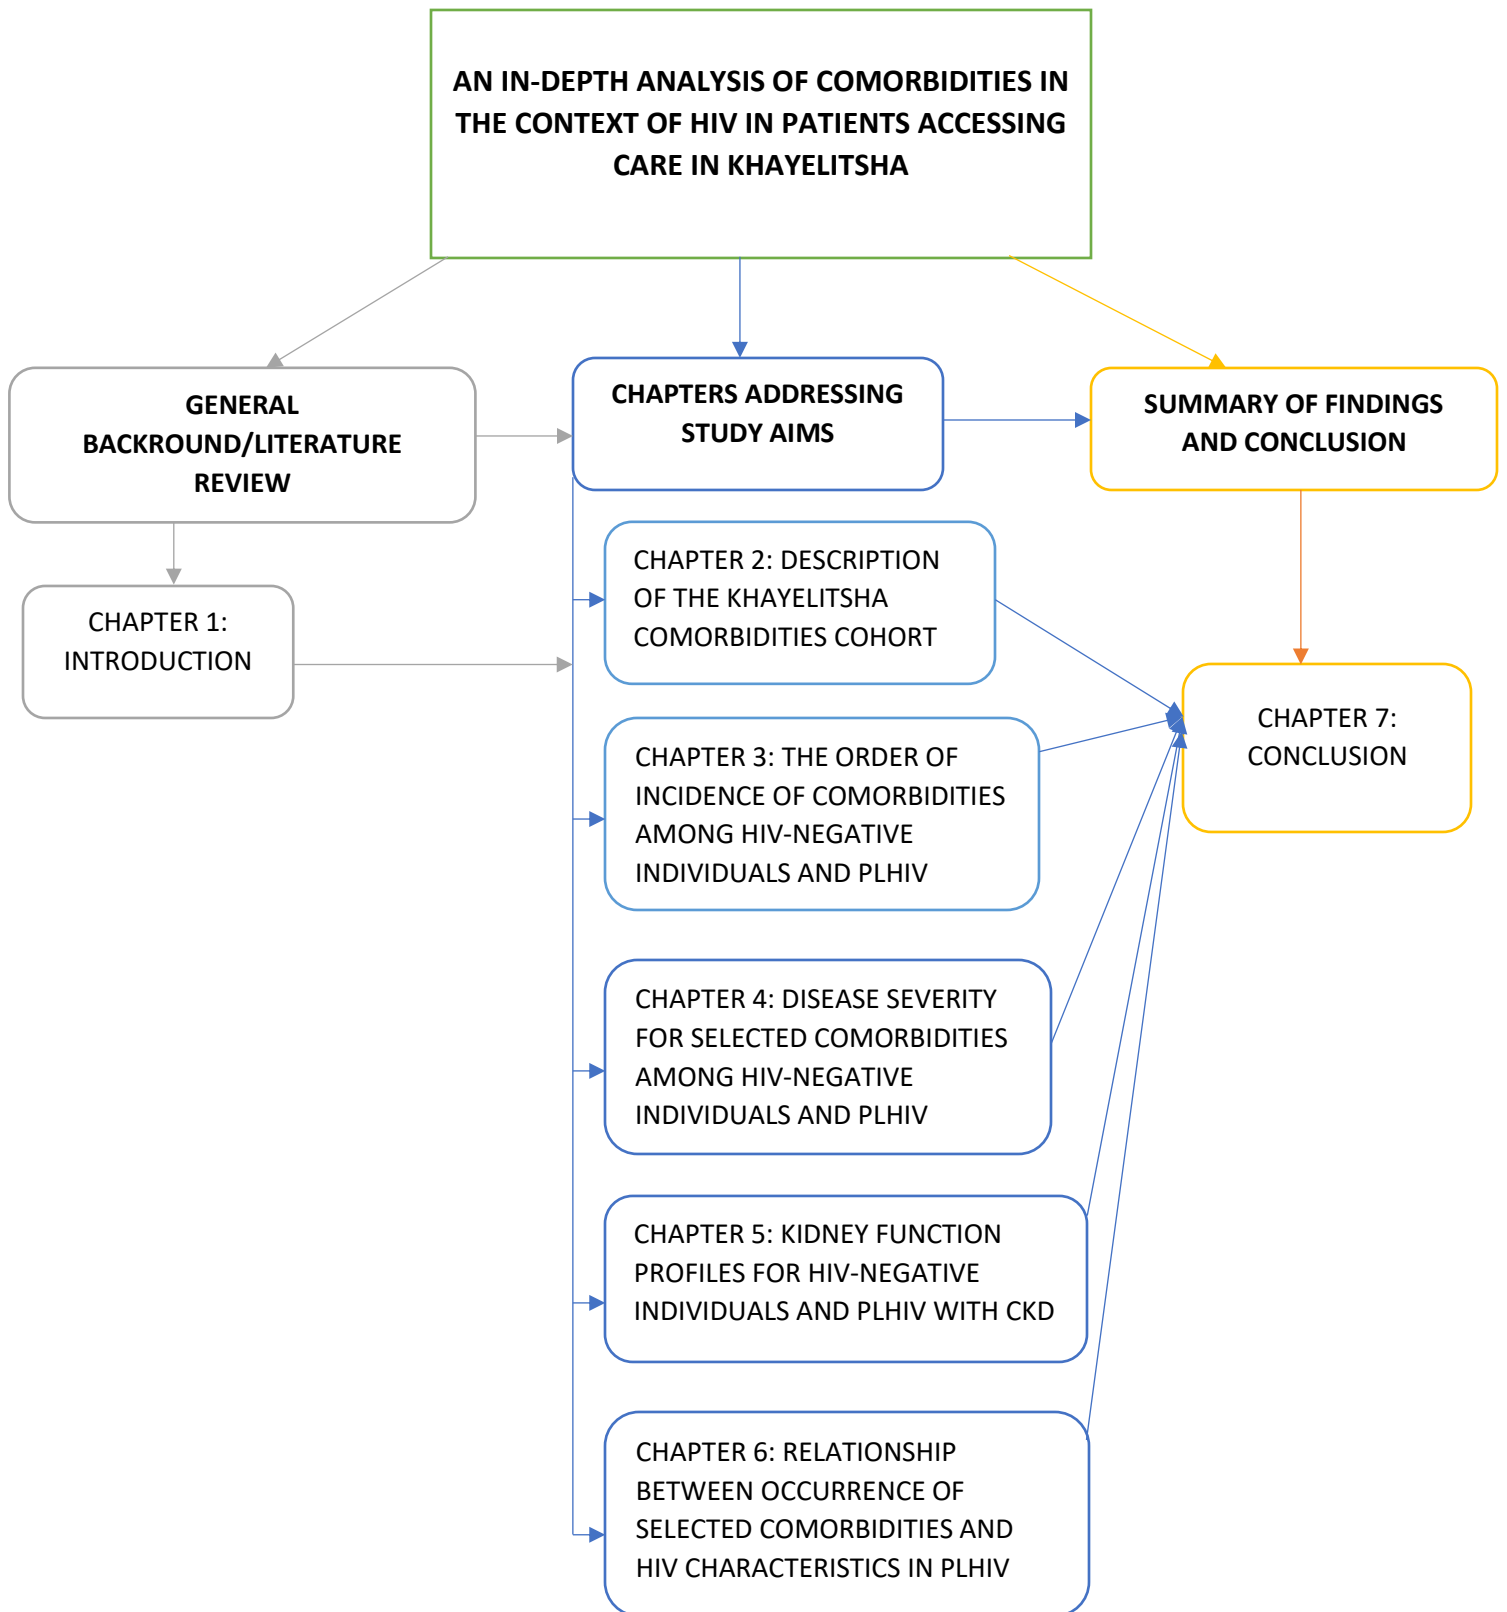 AN IN-DEPTH ANALYSIS OF COMORBIDITIES IN
THE CONTEXT OF HIV IN PATIENTS ACCESSING
CARE IN KHAYELITSHA
GENERAL
BACKROUND/LITERATURE
REVIEW
CHAPTERS ADDRESSING
STUDY AIMS
SUMMARY OF FINDINGS
AND CONCLUSION
CHAPTER 1:
INTRODUCTION
CHAPTER 2: DESCRIPTION
OF THE KHAYELITSHA
COMORBIDITIES COHORT
CHAPTER 3: THE ORDER OF
INCIDENCE OF COMORBIDITIES
AMONG HIV-NEGATIVE
INDIVIDUALS AND PLHIV
CHAPTER 4: DISEASE SEVERITY
FOR SELECTED COMORBIDITIES
AMONG HIV-NEGATIVE
INDIVIDUALS AND PLHIV
CHAPTER 5: KIDNEY FUNCTION
PROFILES FOR HIV-NEGATIVE
INDIVIDUALS AND PLHIV WITH CKD
CHAPTER 6: RELATIONSHIP
BETWEEN OCCURRENCE OF
SELECTED COMORBIDITIES AND
HIV CHARACTERISTICS IN PLHIV
CHAPTER 7:
CONCLUSION